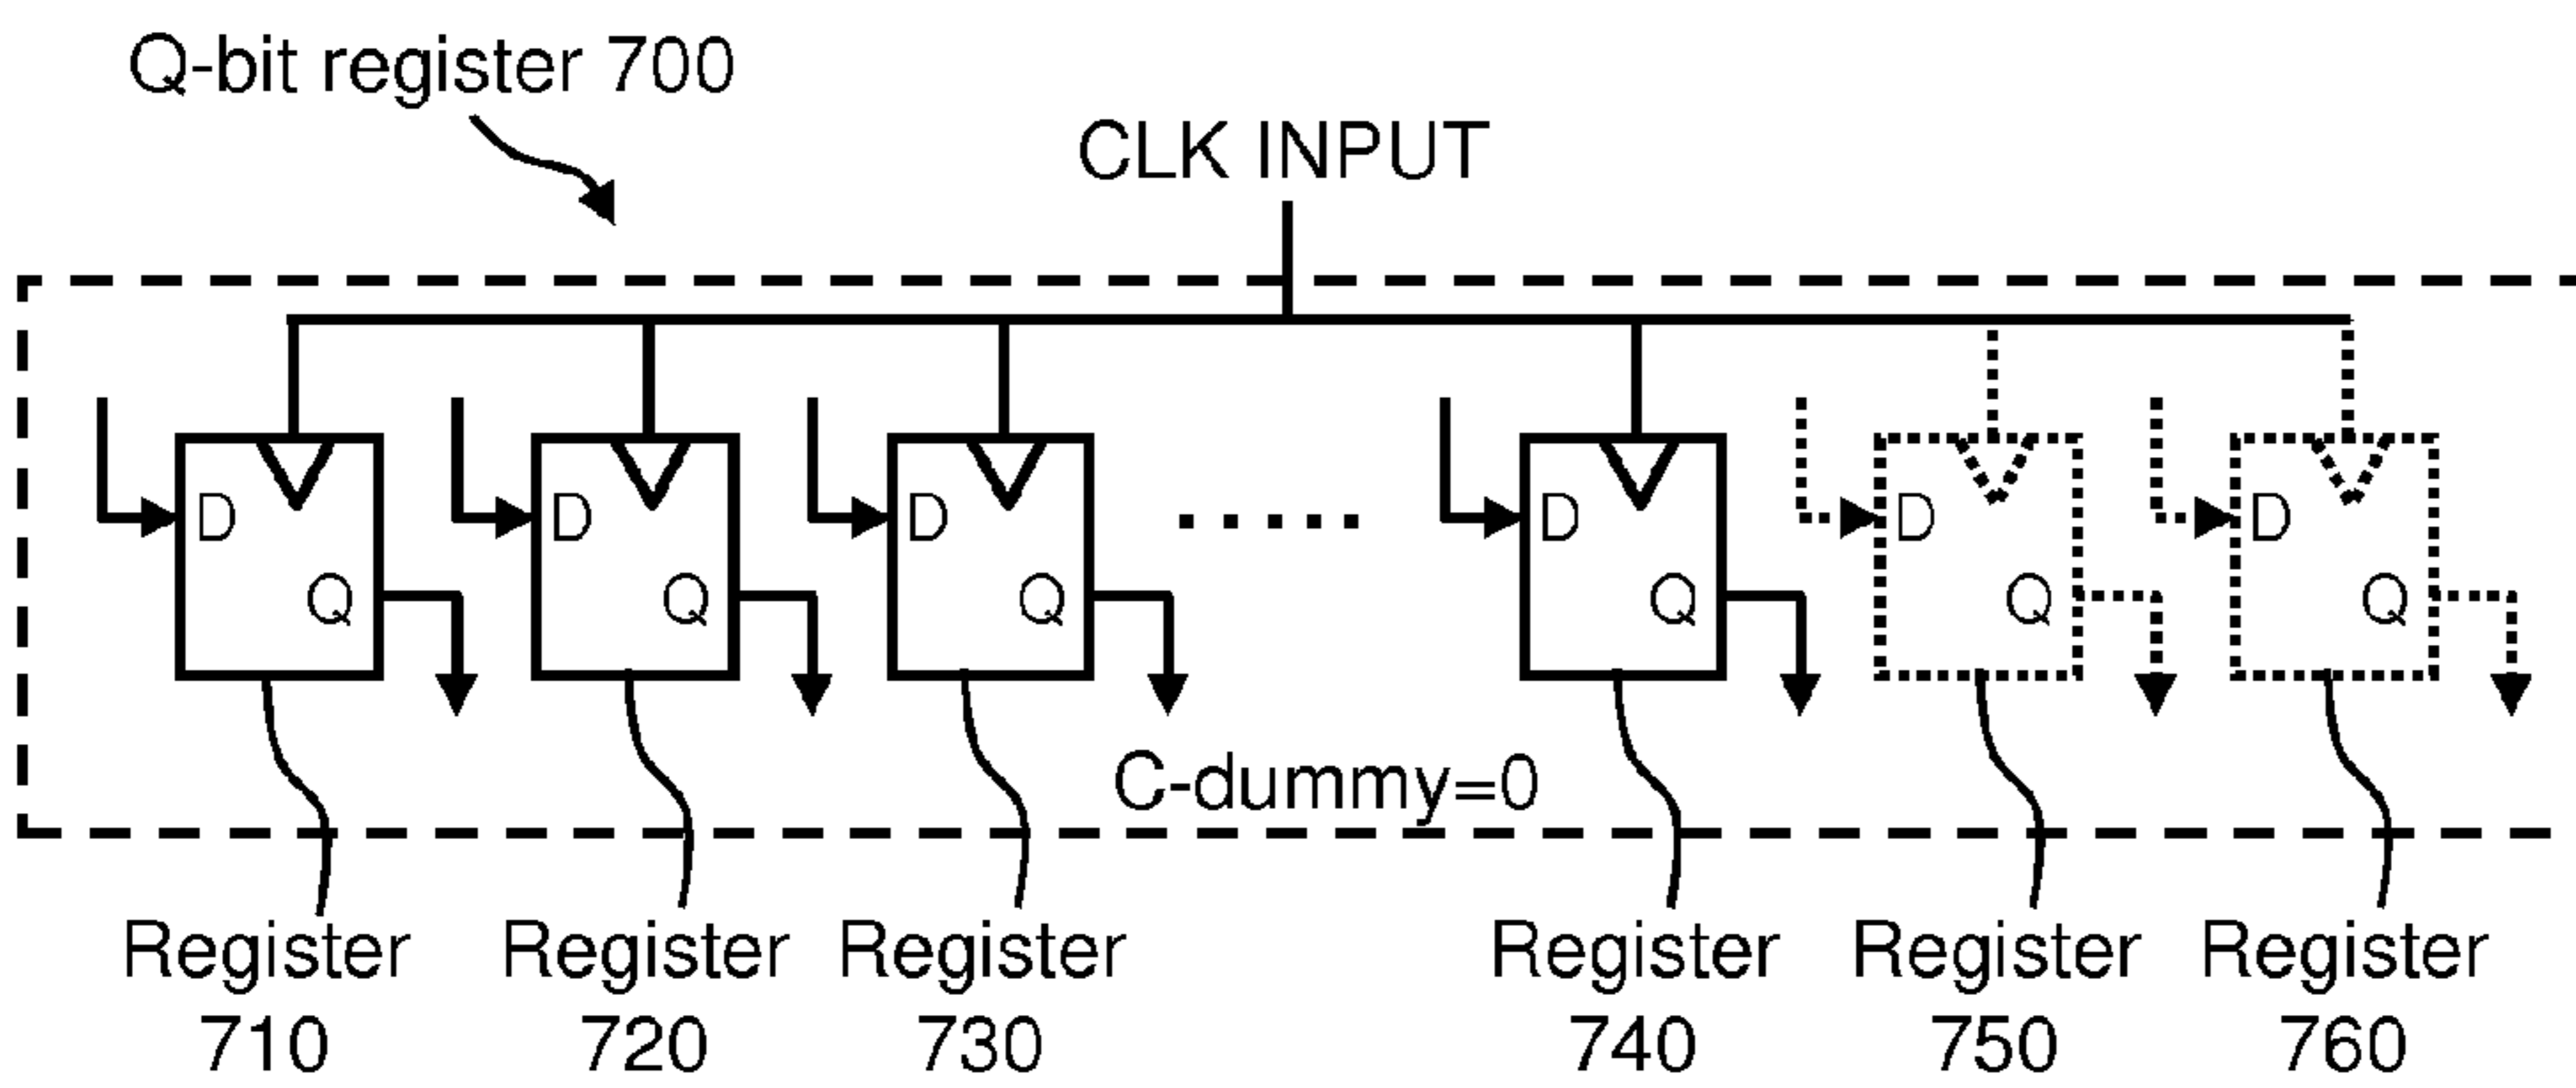 Q-bit register 700
CLK INPUT
D D D D D D
Q Q Q Q Q Q
C-dummy=0
Register Register Register Register Register Register
710 720 730 740 750 760